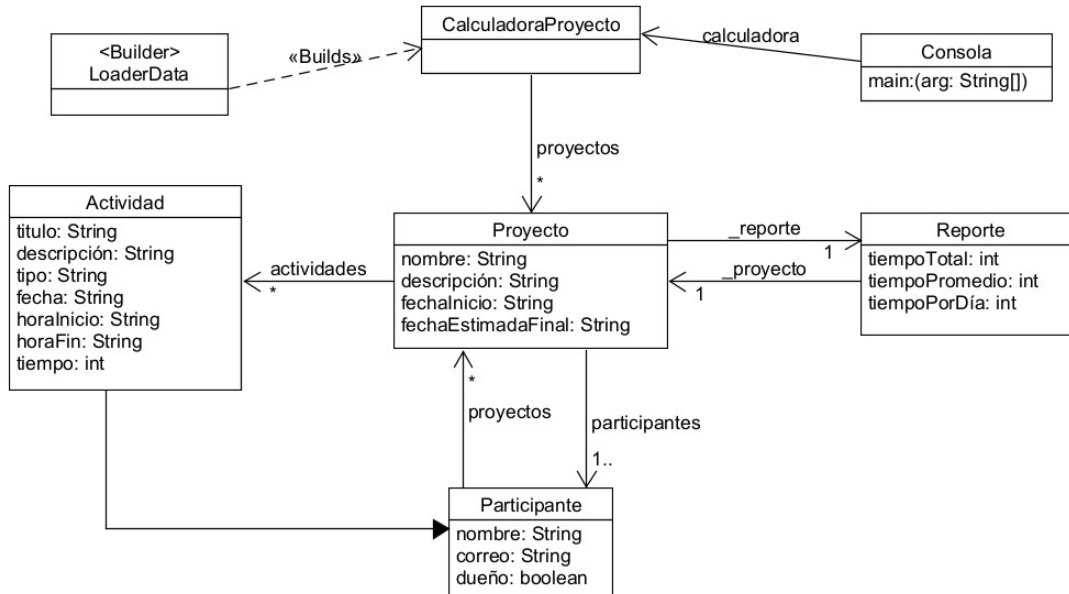 <Builder>
LoaderData
«Builds»
CalculadoraProyecto
calculadora
Consola
main:(arg: String[])
proyectos
*
Actividad
titulo: String
descripción: String
tipo: String
fecha: String
horaInicio: String
horaFin: String
tiempo: int
actividades
*
Proyecto
nombre: String
descripción: String
fechaInicio: String
fechaEstimadaFinal: String
_reporte
1
_proyecto
1
Reporte
tiempoTotal: int
tiempoPromedio: int
tiempoPorDía: int
*
proyectos
participantes
1..
Participante
nombre: String
correo: String
dueño: boolean